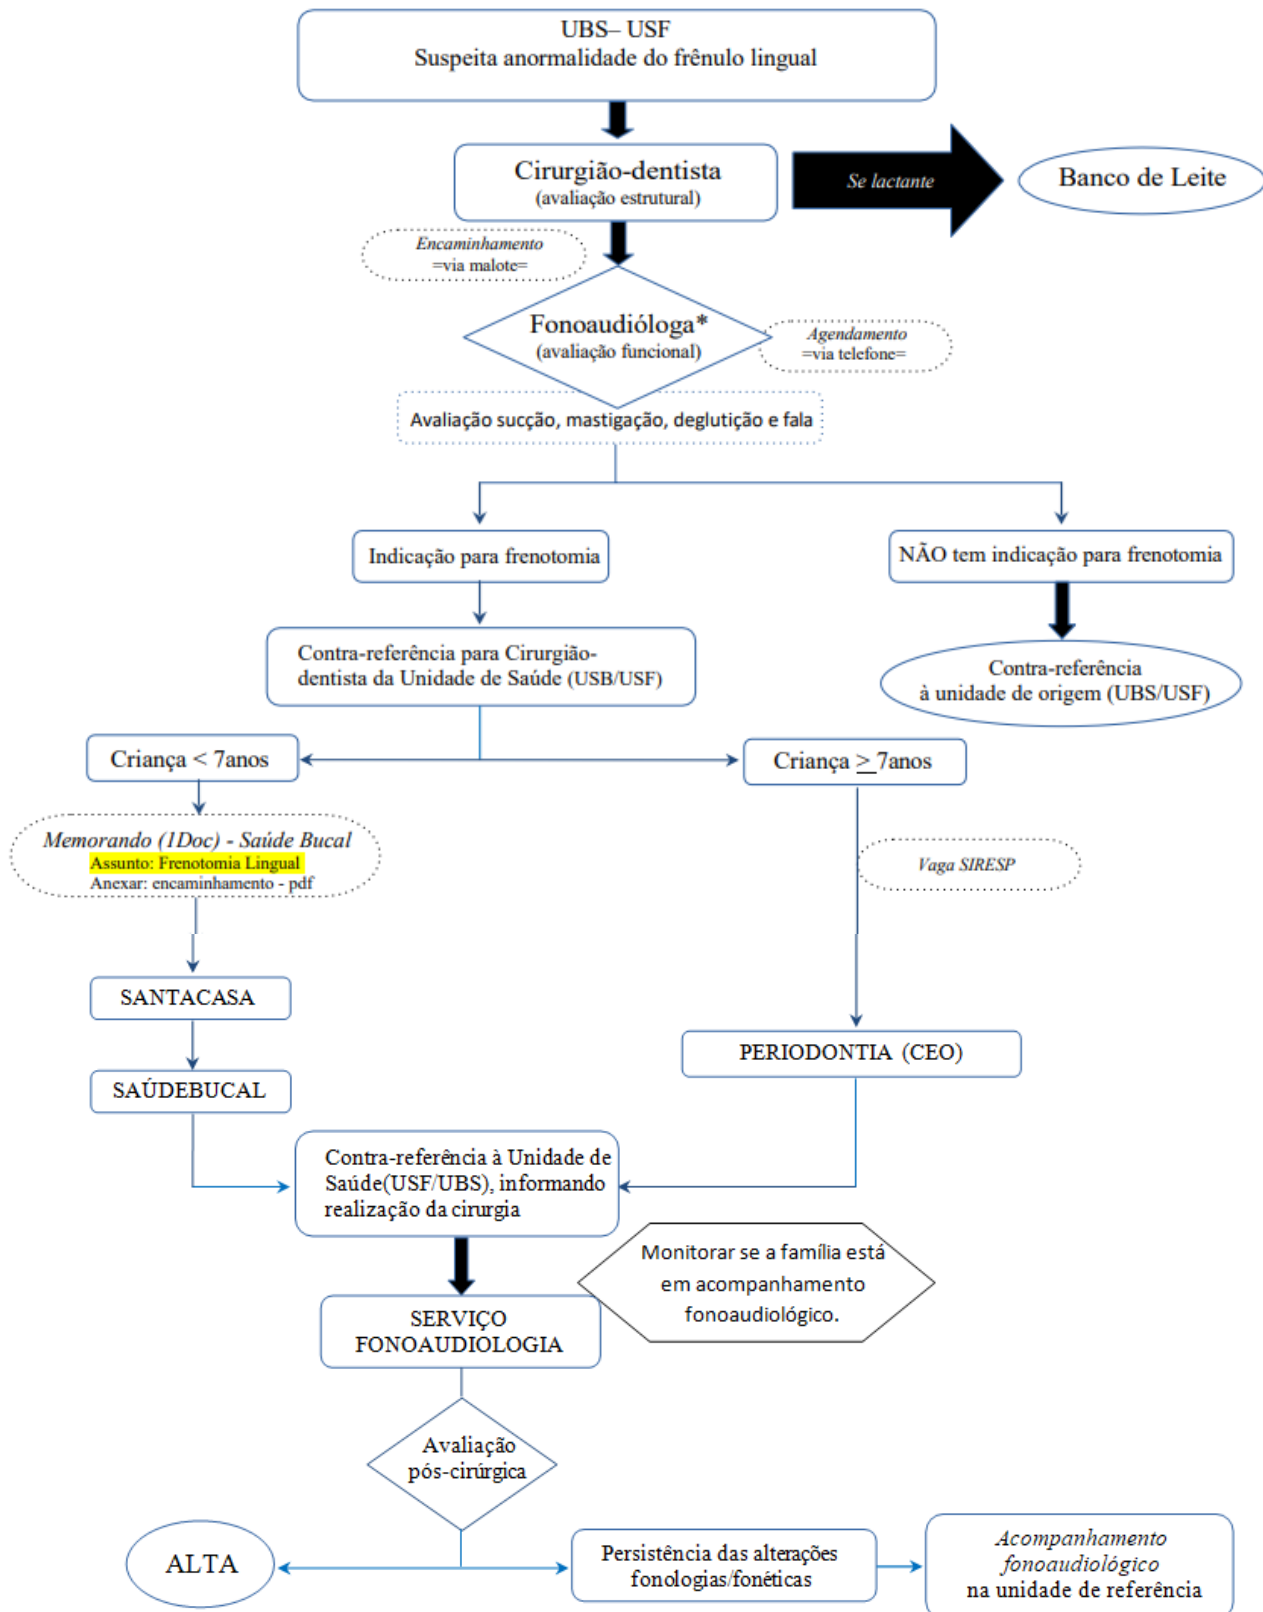 UBS– USF
Suspeita anormalidade do frênulo lingual
Cirurgião-dentista
(avaliação estrutural)
Se lactante
Banco de Leite
Encaminhamento
=via malote=
Fonoaudióloga*
(avaliação funcional)
Agendamento
=via telefone=
Avaliação sucção, mastigação, deglutição e fala
Indicação para frenotomia
NÃO tem indicação para frenotomia
Contra-referência para Cirurgião-
dentista da Unidade de Saúde (USB/USF)
Contra-referência
à unidade de origem (UBS/USF)
Criança < 7anos
Criança > 7anos
Memorando (1Doc) - Saúde Bucal
Assunto: Frenotomia Lingual
Anexar: encaminhamento - pdf
Vaga SIRESP
SANTACASA
PERIODONTIA (CEO)
SAÚDEBUCAL
Contra-referência à Unidade de
Saúde(USF/UBS), informando
realização da cirurgia
Monitorar se a família está
em acompanhamento
fonoaudiológico.
SERVIÇO
FONOAUDIOLOGIA
Avaliação
pós-cirúrgica
ALTA
Persistência das alterações
fonologias/fonéticas
Acompanhamento
fonoaudiológico
na unidade de referência